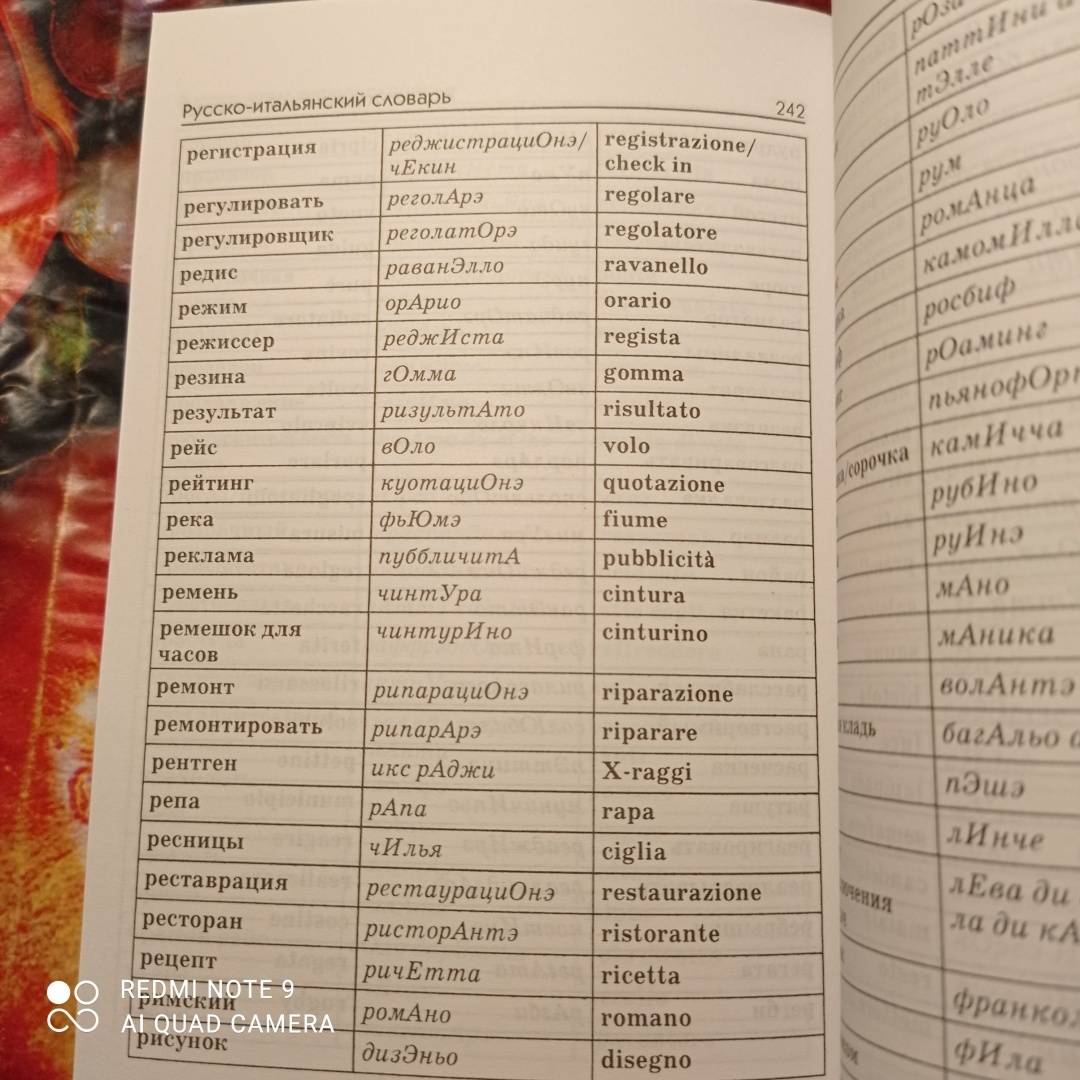 Русско-итальянский словарь 242
регистрация реджистрациОнэ/ registrazione/
чЕкин check in
регулировать реголАрэ regolare
регулировщик реголатОрэ regolatore
редис раванЭлло ravanello
режим орАрио orario
режиссер реджИста regista
резина гОмма gomma
результат ризультАто risultato
рейс вОло volo
рейтинг куотациОнэ quotazione
река фьЮмэ fiume
реклама пуббличитА pubblicità
ремень чинтУра cintura
ремешок для чинтурИно cinturino
часов
ремонт рипарациОнэ riparazione
ремонтировать рипарАрэ riparare
рентген икс рАджи X-raggi
репа рАпа rapa
ресницы чИлья ciglia
реставрация рестаурациОнэ restaurazione
ресторан ристорАнтэ ristorante
рецепт ричЕтта ricetta
римский ромАно romano
рисунок дизЭньо disegno
паттИни
тЭлле
руОло
рум
ромАнца
камомИлла
росбиф
рОаминг
/сорочка камИчча
рубИно
руИнэ
мАно
мАника
волАнтэ
багАльо
пЭшэ
лИнче
лЕва ди
ла ди
фИла
REDMI NOTE 9
AI QUAD CAMERA